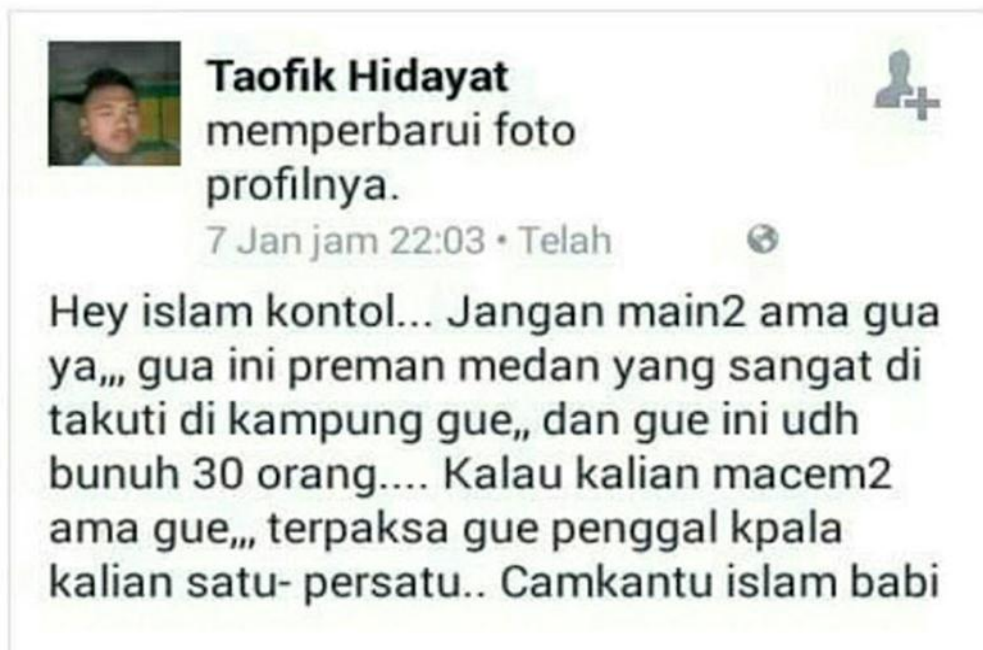 Taofik Hidayat
memperbarui foto
profilnya.
7 Jan jam 22:03 • Telah
Hey islam kontol... Jangan main2 ama gua
ya,,, gua ini preman medan yang sangat di
takuti di kampung gue,, dan gue ini udh
bunuh 30 orang.... Kalau kalian macem2
ama gue,,, terpaksa gue penggal kpala
kalian satu- persatu.. Camkantu islam babi